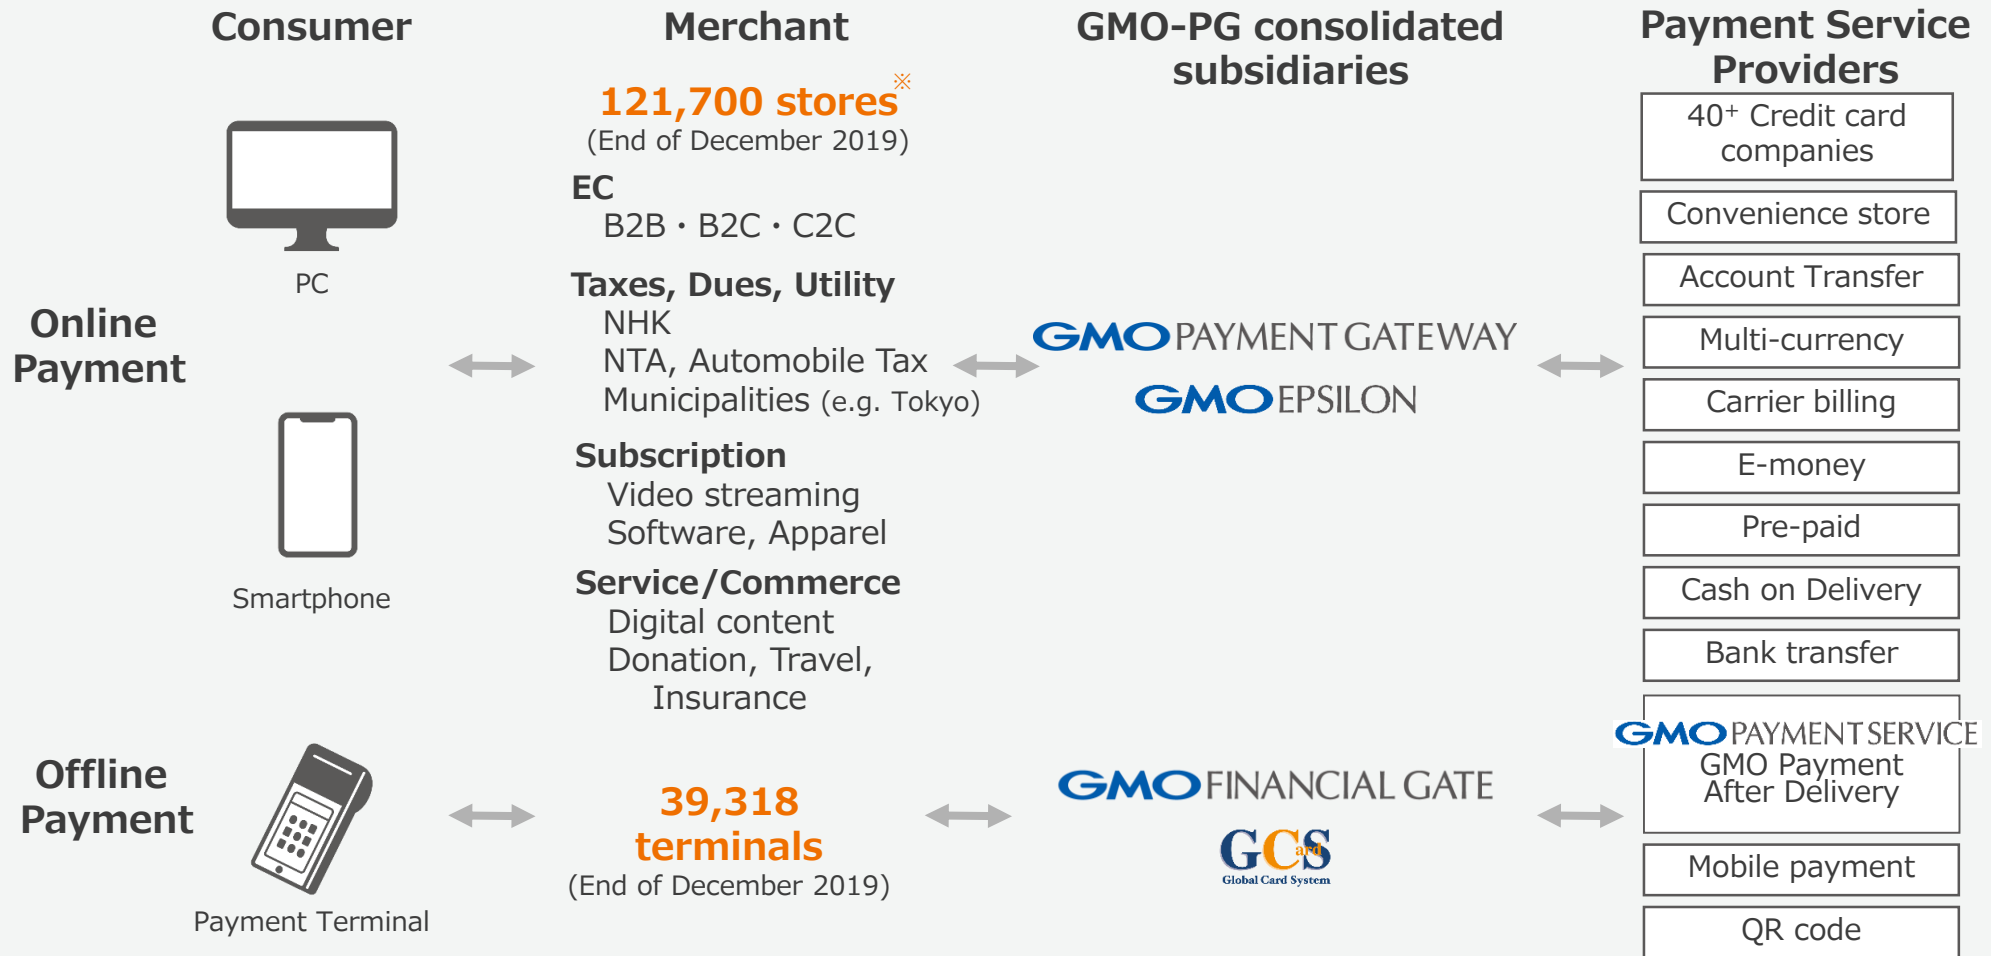 Consumer
Merchant
GMO-PG consolidated
subsidiaries
Payment Service
Providers
Online
Payment
PC
Smartphone
121,700 stores※
(End of December 2019)
EC
B2B・B2C・C2C
Taxes, Dues, Utility
NHK
NTA, Automobile Tax
Municipalities (e.g. Tokyo)
Subscription
Video streaming
Software, Apparel
Service/Commerce
Digital content
Donation, Travel,
Insurance
GMO PAYMENT GATEWAY
GMO EPSILON
40+ Credit card
companies
Convenience store
Account Transfer
Multi-currency
Carrier billing
E-money
Pre-paid
Cash on Delivery
Bank transfer
GMO PAYMENT SERVICE
GMO Payment
After Delivery
Mobile payment
QR code
Offline
Payment
Payment Terminal
39,318
terminals
(End of December 2019)
GMO FINANCIAL GATE
GCardS
Global Card System